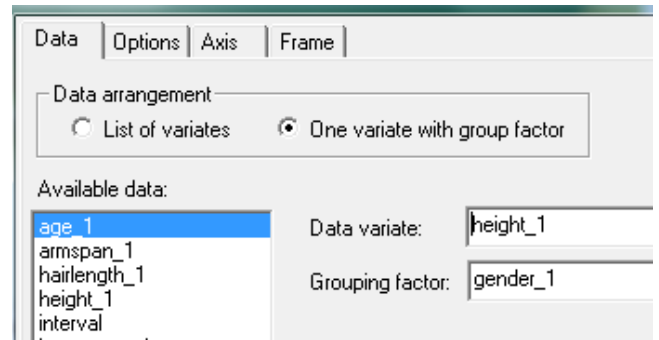 Data Options Axis Frame
Data arrangement
List of variates One variate with group factor
Available data:
age_1
armspan_1
hairlength_1
height_1
interval
Data variate: height_1
Grouping factor: gender_1